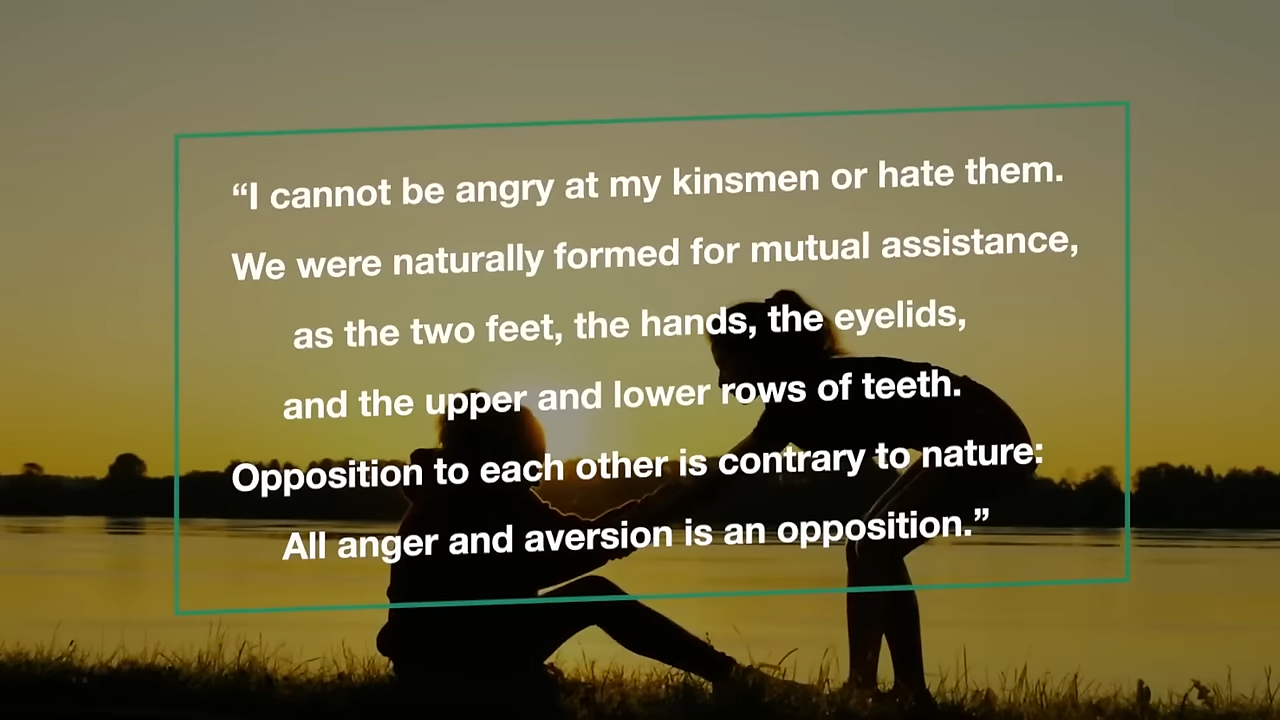 “I cannot be angry at my kinsmen or hate them.
We were naturally formed for mutual assistance,
as the two feet, the hands, the eyelids,
and the upper and lower rows of teeth.
Opposition to each other is contrary to nature:
All anger and aversion is an opposition.”